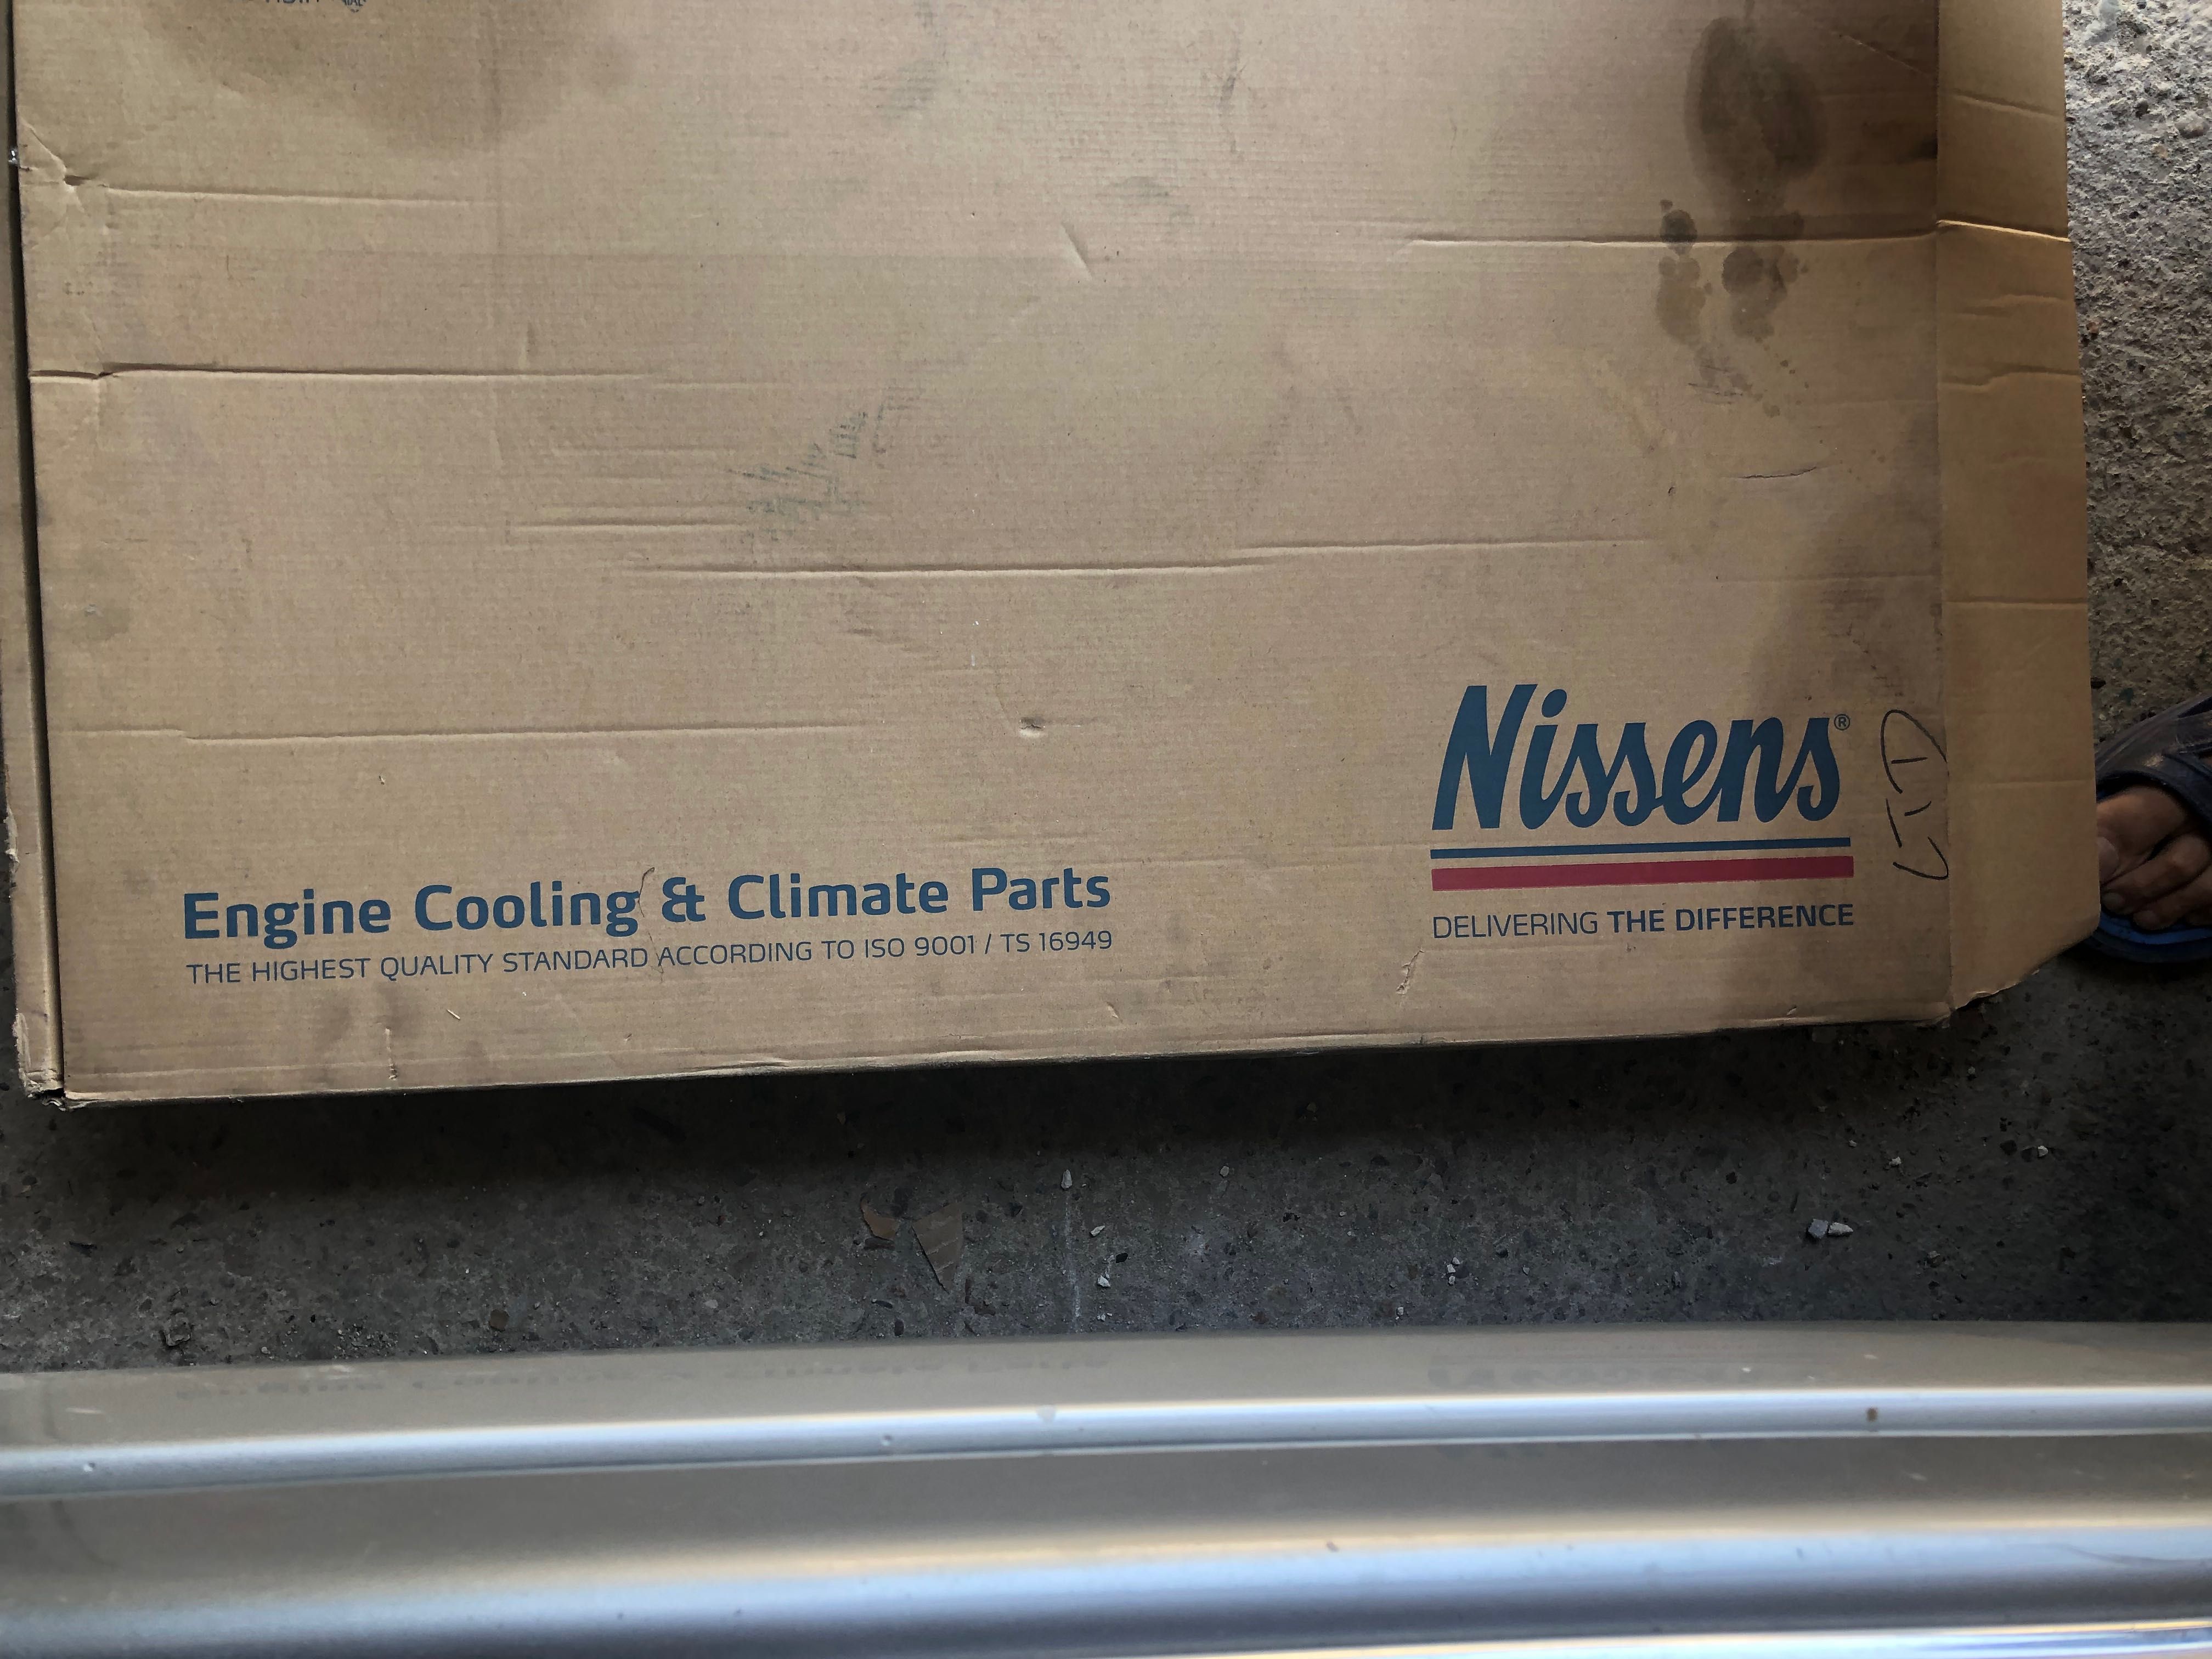 Nissens®
DELIVERING THE DIFFERENCE
Engine Cooling & Climate Parts
THE HIGHEST QUALITY STANDARD ACCORDING TO ISO 9001 / TS 16949